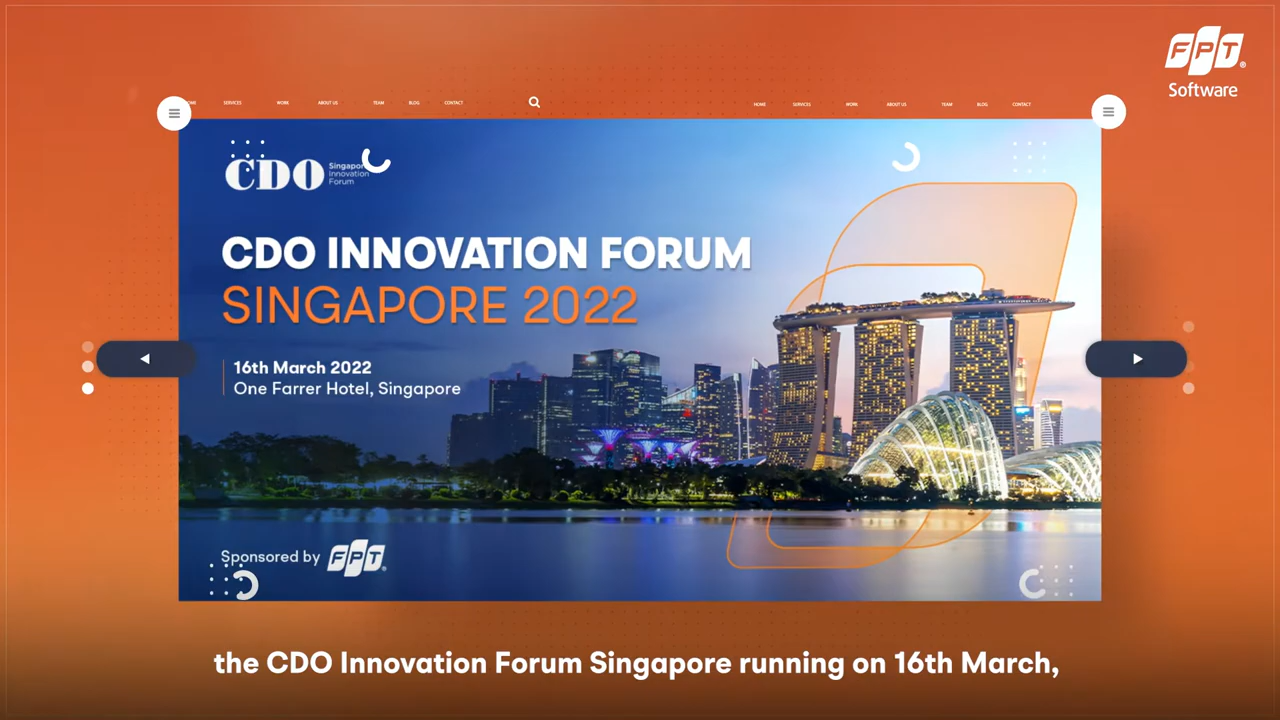 FPT
Software
HOME SERVICES WORK ABOUT US TEAM BLOG CONTACT
HOME SERVICES WORK ABOUT US TEAM BLOG CONTACT
CDO
Singapore
Innovation
Forum
CDO INNOVATION FORUM
SINGAPORE 2022
16th March 2022
One Farrer Hotel, Singapore
Sponsored by FPT
the CDO Innovation Forum Singapore running on 16th March,